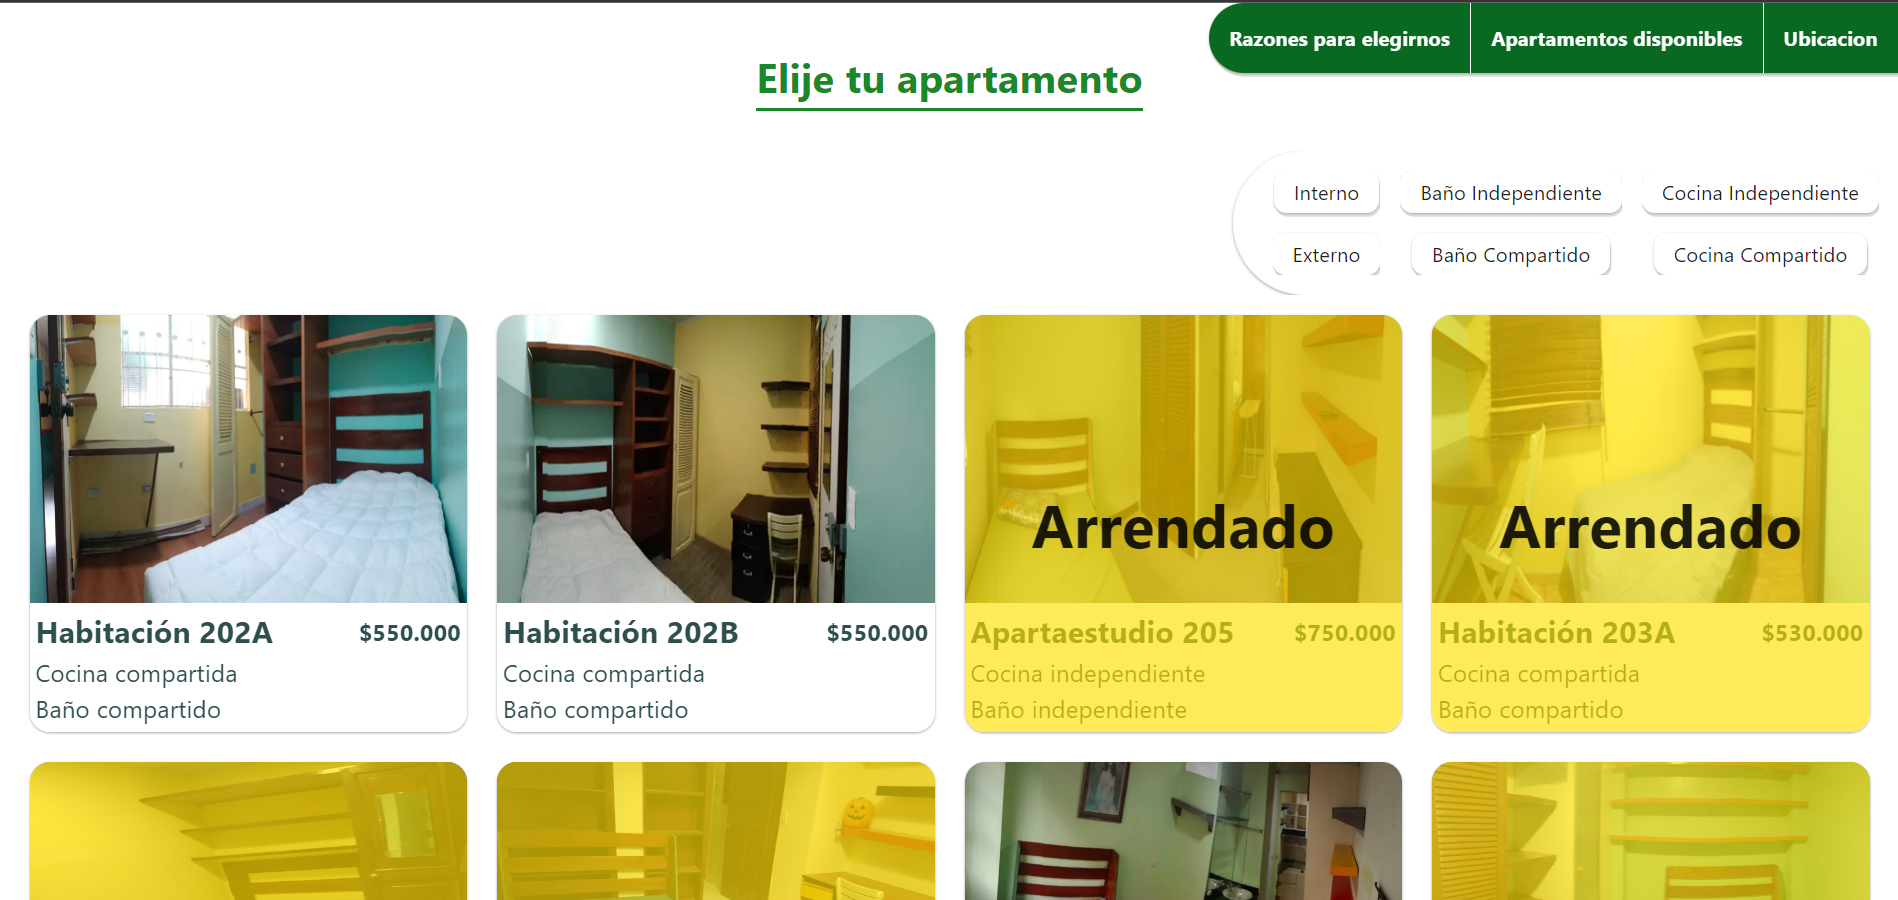 Razones para elegirnos
Apartamentos disponibles
Ubicacion
Elije tu apartamento
Interno
Baño Independiente
Cocina Independiente
Externo
Baño Compartido
Cocina Compartido
Habitación 202A
$550.000
Cocina compartida
Baño compartido
Habitación 202B
$550.000
Cocina compartida
Baño compartido
Arrendado
Apartaestudio 205
$750.000
Cocina independiente
Baño independiente
Arrendado
Habitación 203A
$530.000
Cocina compartida
Baño compartido